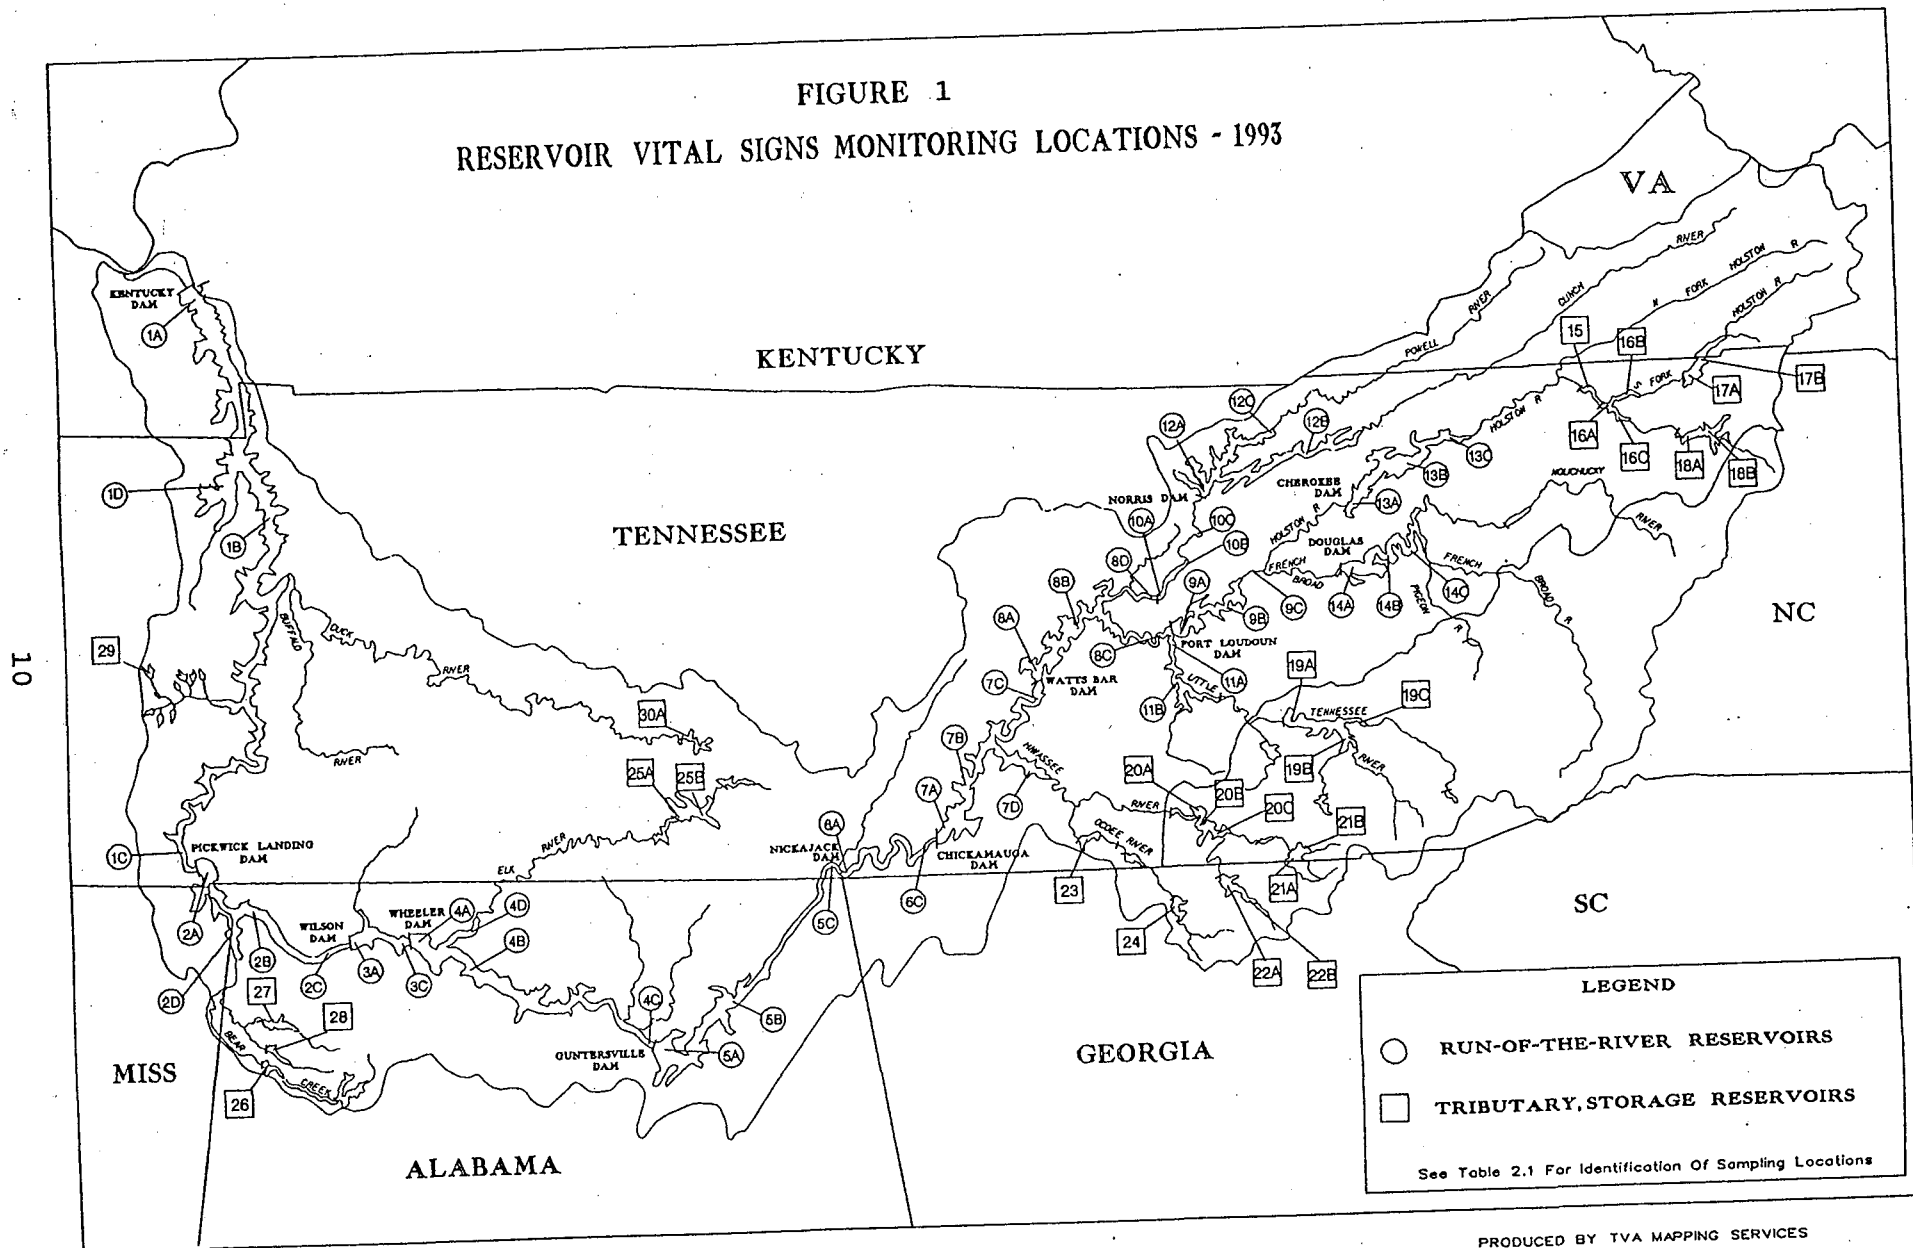 FIGURE 1
RESERVOIR VITAL SIGNS MONITORING LOCATIONS - 1993
VA
RIVER
HOLSTON R
N FORK
HOLSTON R
CLINCH
RIVER
POWELL
KENTUCKY
DAM
1A
KENTUCKY
15
16B
S FORK
17A
17B
12C
12A
12B
HOLSTON R
13C
16A
16C
18A
18B
13B
1D
NORRIS DAM
CHEROKEE
DAM
13A
NOLICHUCKY
RIVER
TENNESSEE
10A
10C
HOLSTON R
1B
10B
DOUGLAS
DAM
8D
FRENCH
BROAD
FRENCH
BROAD R
8B
9A
9B
9C
14A
14B
14C
PIGEON
R
NC
10
8A
BUFFALO
DUCK
RIVER
29
8C
FORT LOUDOUN
DAM
19A
7C
WATTS BAR
DAM
11A
LITTLE
19C
11B
TENNESSEE
30A
7B
RIVER
HIWASSEE
19B
RIVER
25A
25B
20A
20B
7A
7D
RIVER
20C
21B
6A
OCOEE RIVER
PICKWICK LANDING
DAM
1C
RIVER
NICKAJACK
DAM
CHICKAMAUGA
DAM
ELK
23
21A
6C
SC
2A
WILSON
DAM
WHEELER
DAM
4A
4D
5C
4B
24
2B
3A
2C
3C
22A
22B
2D
27
28
4C
5B
LEGEND
BEAR
CREEK
GUNTERSVILLE
DAM
5A
GEORGIA
RUN-OF-THE-RIVER RESERVOIRS
MISS
26
TRIBUTARY, STORAGE RESERVOIRS
ALABAMA
See Table 2.1 For Identification Of Sampling Locations
PRODUCED BY TVA MAPPING SERVICES